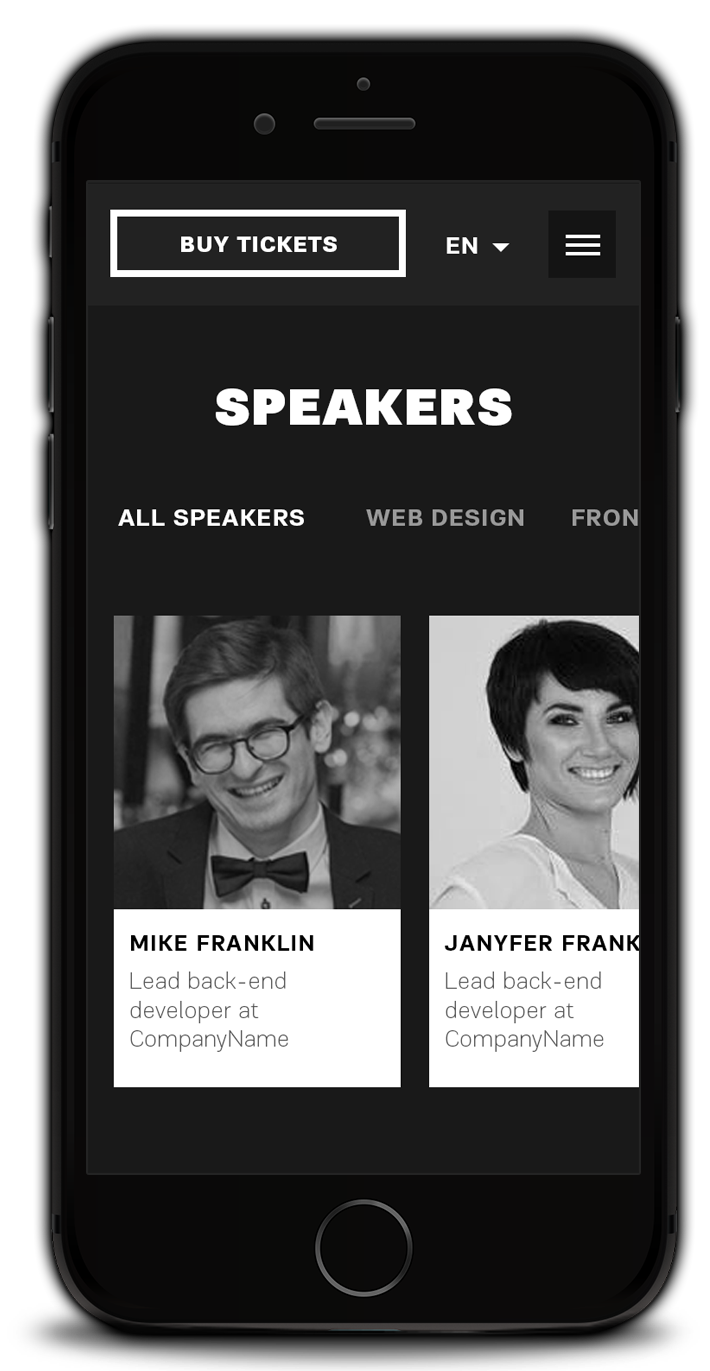 BUY TICKETS
EN
SPEAKERS
ALL SPEAKERS WEB DESIGN FRON
MIKE FRANKLIN
Lead back-end
developer at
CompanyName
JANYFER FRANK
Lead back-end
developer at
CompanyName